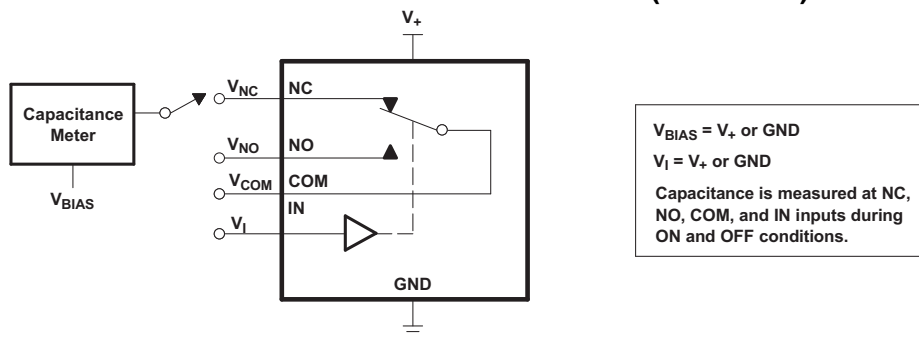 V+
VNC NC
Capacitance
Meter
VNO NO
VCOM COM
VBIAS
IN
VI
GND
VBIAS = V+ or GND
VI = V+ or GND
Capacitance is measured at NC,
NO, COM, and IN inputs during
ON and OFF conditions.